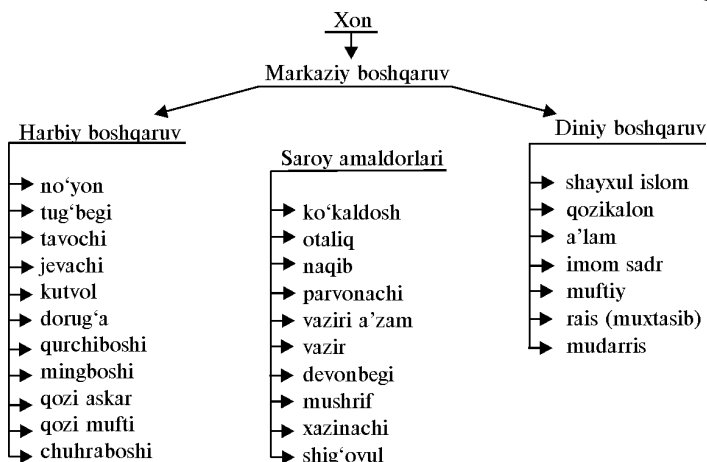 Xon
Markaziy boshqaruv
Harbiy boshqaruv
no‘yon
tug‘begi
tavochi
jevachi
kutvol
dorug‘a
qurchiboshi
mingboshi
qozi askar
qozi mufti
chuhraboshi
Saroy amaldorlari
ko‘kaldosh
otaliq
naqib
parvonachi
vaziri a’zam
vazir
devonbegi
mushrif
xazinachi
shig‘ovul
Diniy boshqaruv
shayxul islom
qozikalon
a’lam
imom sadr
muftiy
rais (muxtasib)
mudarris